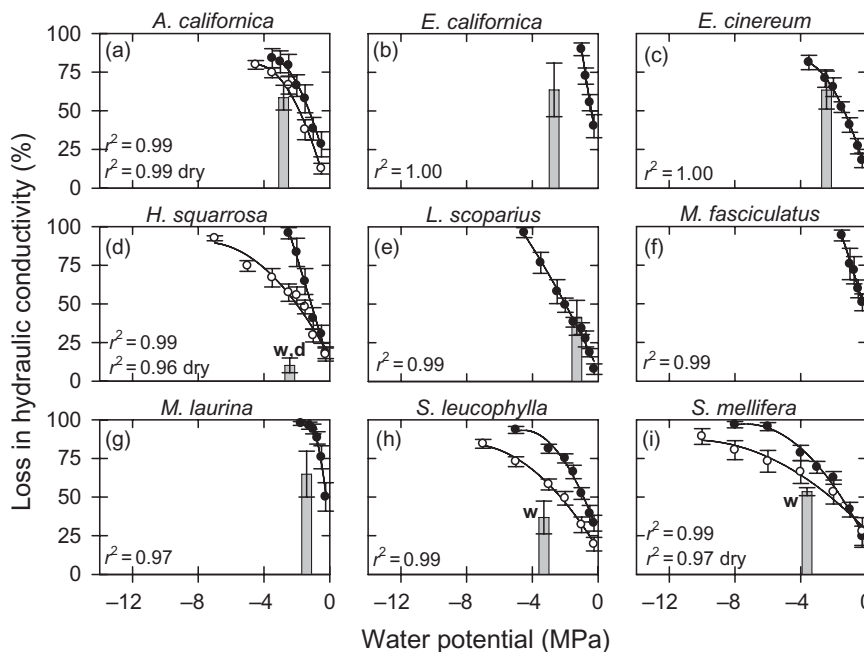 A. californica
E. californica
E. cinereum
(a)
(b)
(c)
100
75
50
25
0
r² = 0.99
r² = 0.99 dry
r² = 1.00
r² = 1.00
H. squarrosa
L. scoparius
M. fasciculatus
(d)
(e)
(f)
100
75
50
25
0
r² = 0.99
r² = 0.96 dry
w,d
r² = 0.99
r² = 0.99
M. laurina
S. leucophylla
S. mellifera
(g)
(h)
(i)
100
75
50
25
0
r² = 0.97
w
r² = 0.99
w
r² = 0.99
r² = 0.97 dry
−12 −8 −4 0
−12 −8 −4 0
−12 −8 −4 0
Loss in hydraulic conductivity (%)
Water potential (MPa)